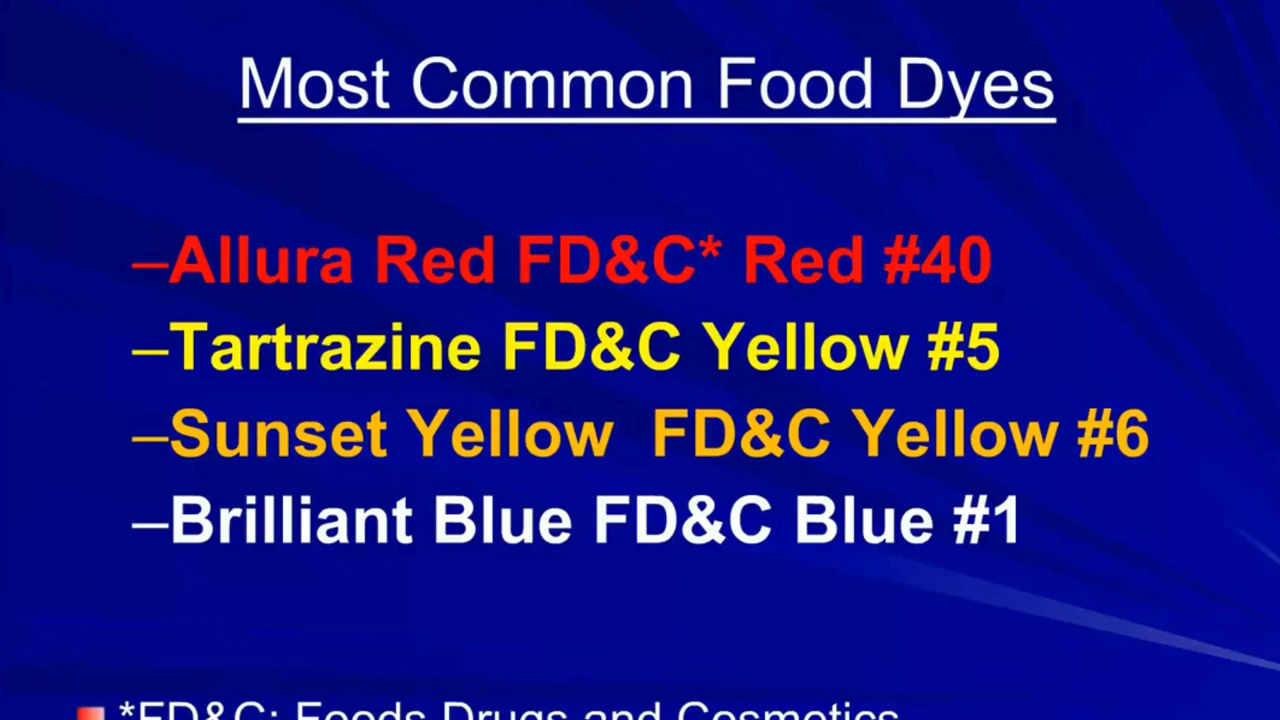 Most Common Food Dyes
–Allura Red FD&C* Red #40
–Tartrazine FD&C Yellow #5
–Sunset Yellow  FD&C Yellow #6
–Brilliant Blue FD&C Blue #1
*FD&C: Foods Drugs and Cosmetics